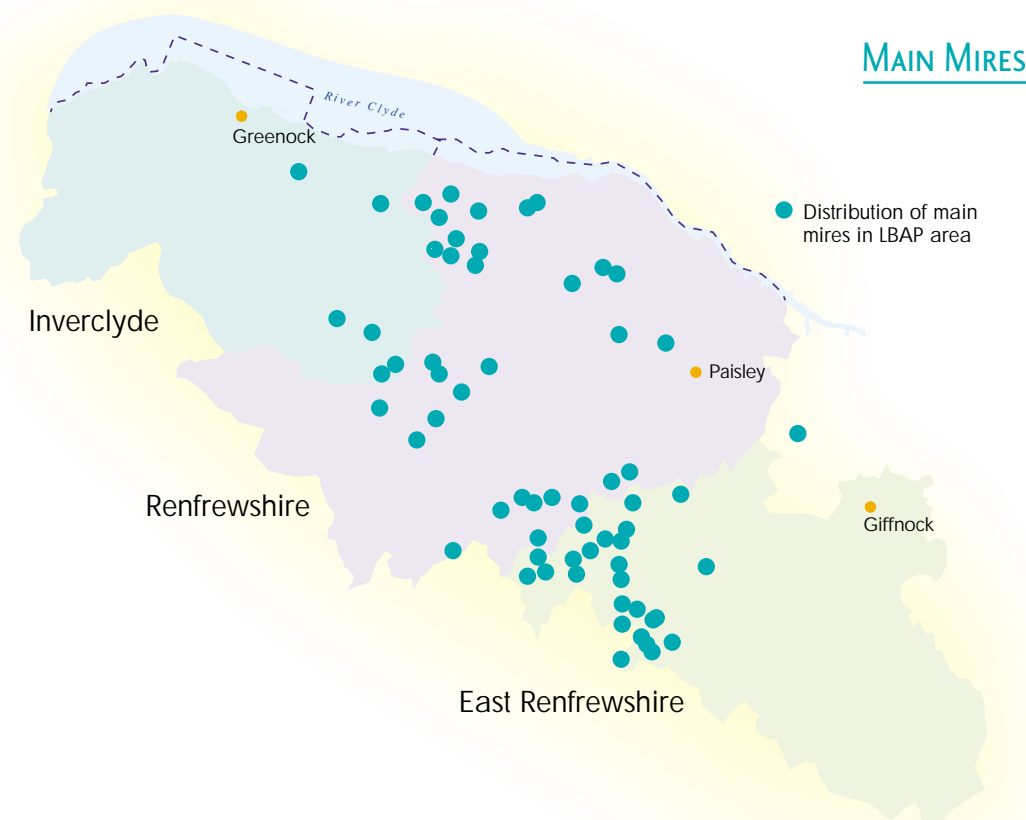 MAIN MIRES
River Clyde
Greenock
Distribution of main
mires in LBAP area
Inverclyde
Paisley
Renfrewshire
Giffnock
East Renfrewshire